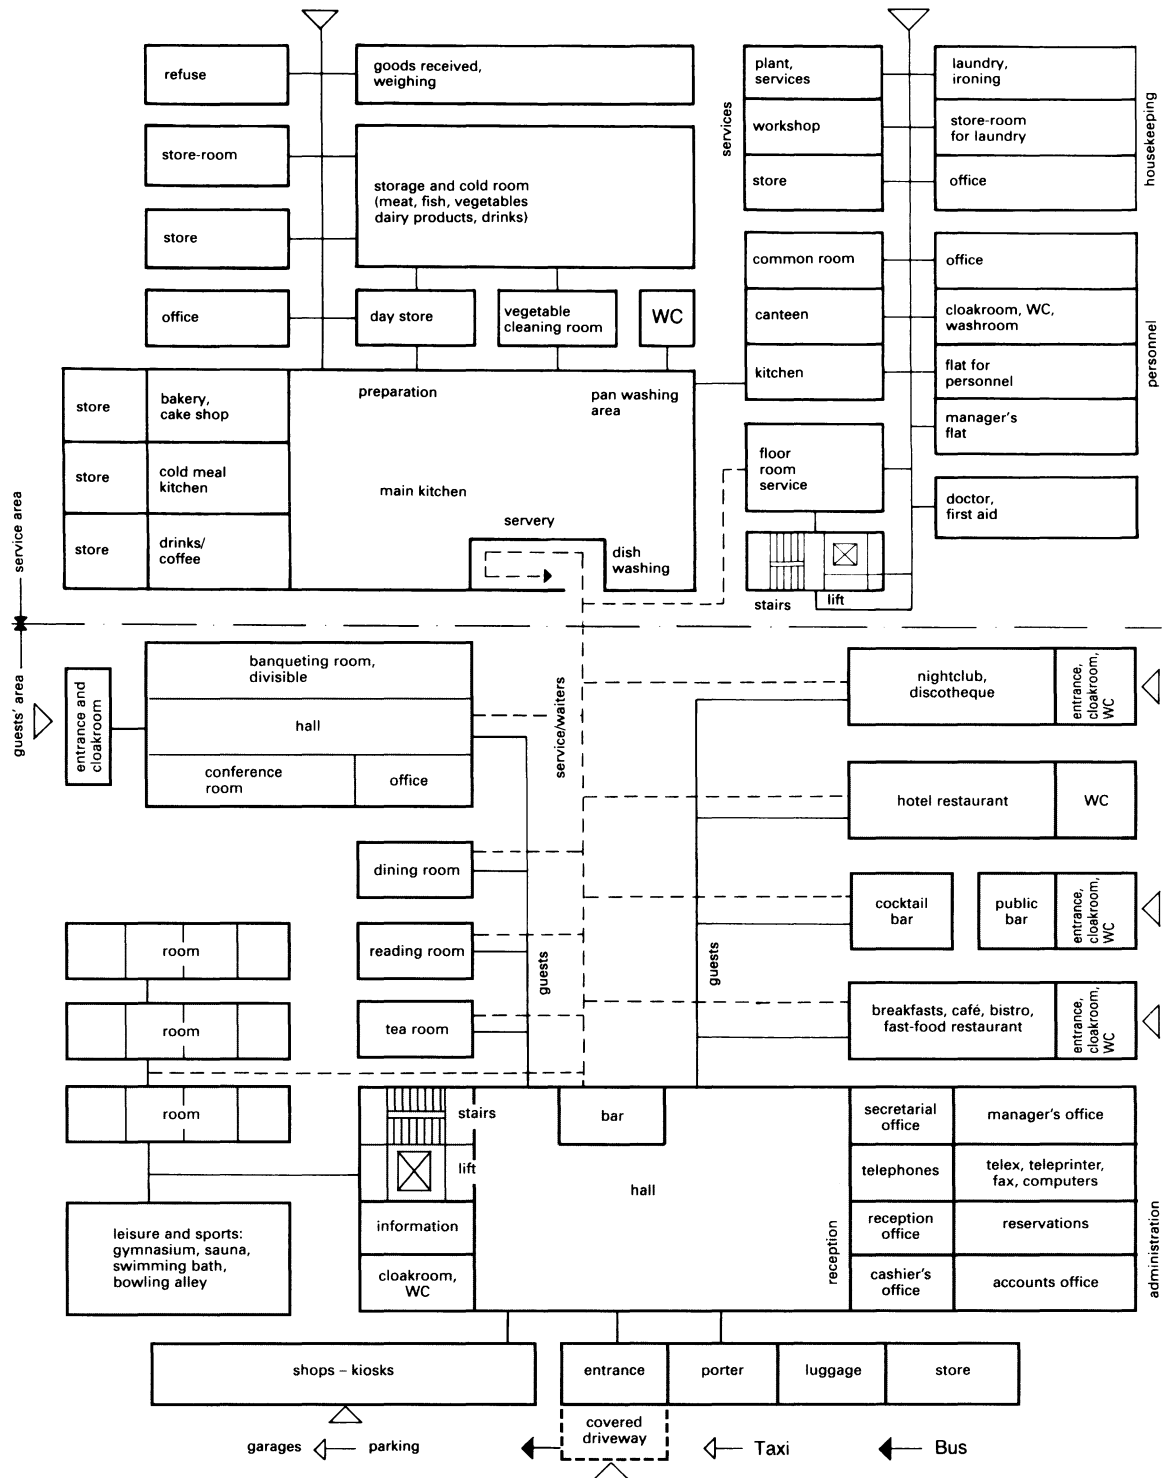 refuse
goods received,
weighing
store-room
storage and cold room
(meat, fish, vegetables
dairy products, drinks)
store
office
day store
vegetable
cleaning room
WC
services
plant,
services
workshop
store
laundry,
ironing
store-room
for laundry
office
housekeeping
common room
canteen
kitchen
office
cloakroom, WC,
washroom
flat for
personnel
manager's
flat
personnel
store
bakery,
cake shop
store
cold meal
kitchen
store
drinks/
coffee
preparation
pan washing
area
main kitchen
servery
dish
washing
floor
room
service
doctor,
first aid
stairs
lift
service area
guests' area
entrance and
cloakroom
banqueting room,
divisible
hall
conference
room
office
service/waiters
nightclub,
discotheque
entrance,
cloakroom,
WC
hotel restaurant
WC
dining room
cocktail
bar
public
bar
entrance,
cloakroom,
WC
room
reading room
guests
guests
room
tea room
breakfasts, café, bistro,
fast-food restaurant
entrance,
cloakroom,
WC
room
stairs
bar
lift
hall
secretarial
office
manager's office
telephones
telex, teleprinter,
fax, computers
information
reception
reception
office
reservations
administration
leisure and sports:
gymnasium, sauna,
swimming bath,
bowling alley
cloakroom,
WC
cashier's
office
accounts office
shops – kiosks
entrance
porter
luggage
store
garages
parking
covered
driveway
Taxi
Bus